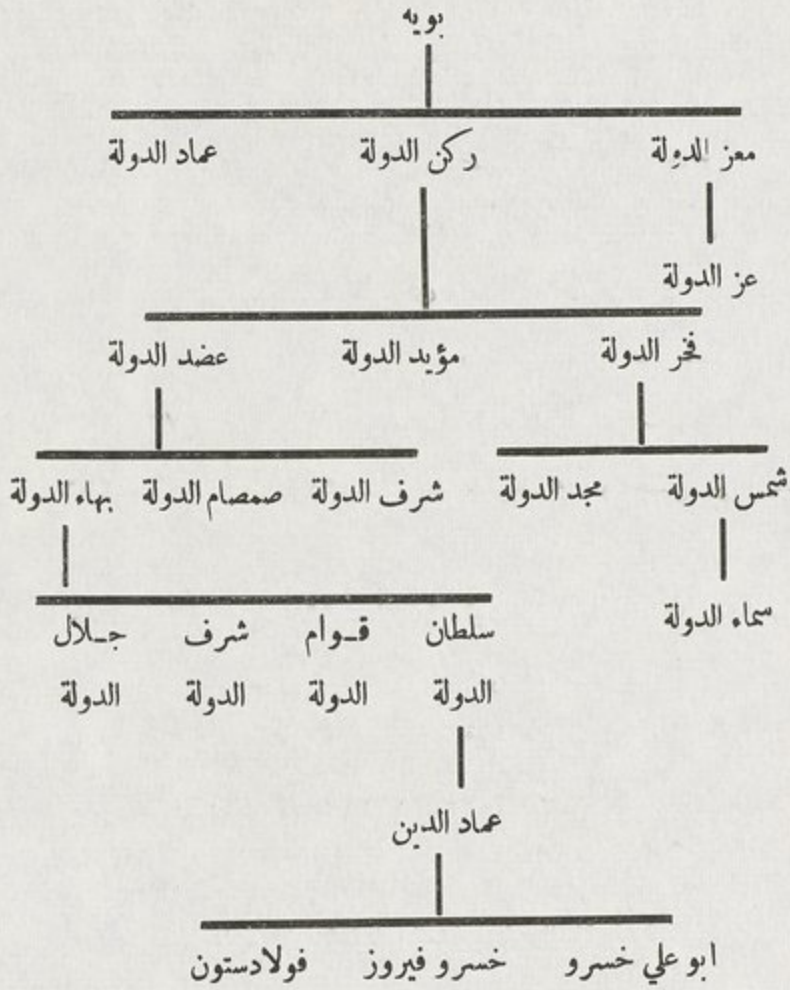 بويه
معز الدولة ركن الدولة عماد الدولة
عز الدولة
فخر الدولة مؤيد الدولة عضد الدولة
شمس الدولة مجد الدولة شرف الدولة صمصام الدولة بهاء الدولة
سماء الدولة
سلطان قـوام شرف جـلال
الدولة الدولة الدولة الدولة
عماد الدين
ابو علي خسرو خسرو فيروز فولادستون